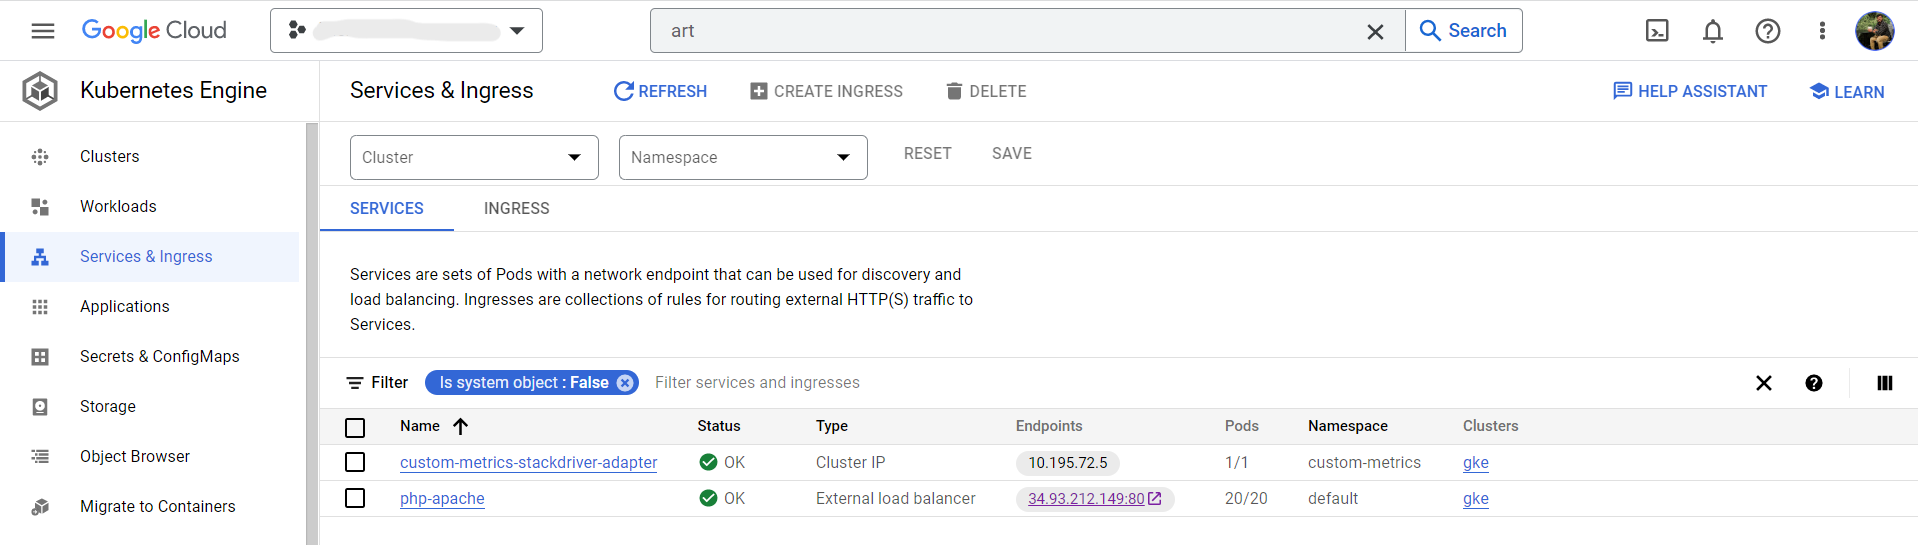 Google Cloud
art
Search
Kubernetes Engine
Services & Ingress
REFRESH
CREATE INGRESS
DELETE
HELP ASSISTANT
LEARN
Clusters
Workloads
Services & Ingress
Applications
Secrets & ConfigMaps
Storage
Object Browser
Migrate to Containers
Cluster
Namespace
RESET
SAVE
SERVICES
INGRESS
Services are sets of Pods with a network endpoint that can be used for discovery and
load balancing. Ingresses are collections of rules for routing external HTTP(S) traffic to
Services.
Filter
Is system object : False
Filter services and ingresses
Name Status Type Endpoints Pods Namespace Clusters
custom-metrics-stackdriver-adapter OK Cluster IP 10.195.72.5 1/1 custom-metrics gke
php-apache OK External load balancer 34.93.212.149:80 20/20 default gke